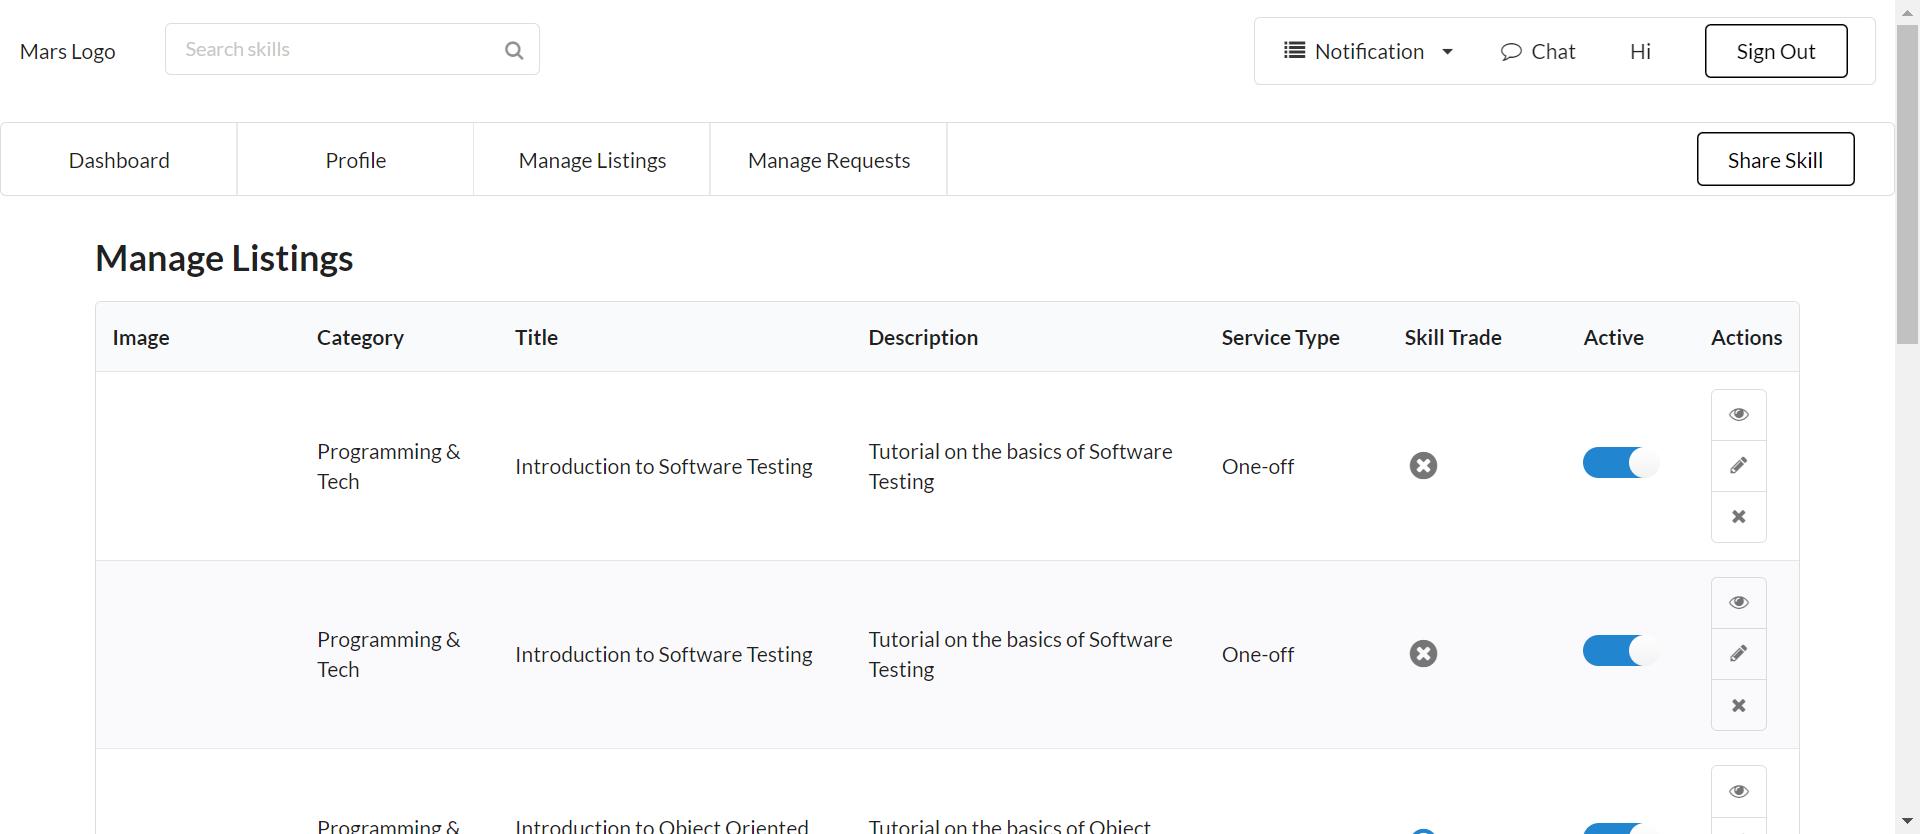 Mars Logo
Search skills
Notification
Chat
Hi
Sign Out
Dashboard
Profile
Manage Listings
Manage Requests
Share Skill
Manage Listings
Image
Category
Title
Description
Service Type
Skill Trade
Active
Actions
Programming &
Tech
Introduction to Software Testing
Tutorial on the basics of Software
Testing
One-off
Programming &
Tech
Introduction to Software Testing
Tutorial on the basics of Software
Testing
One-off
Programming &
Introduction to Object Oriented
Tutorial on the basics of Object